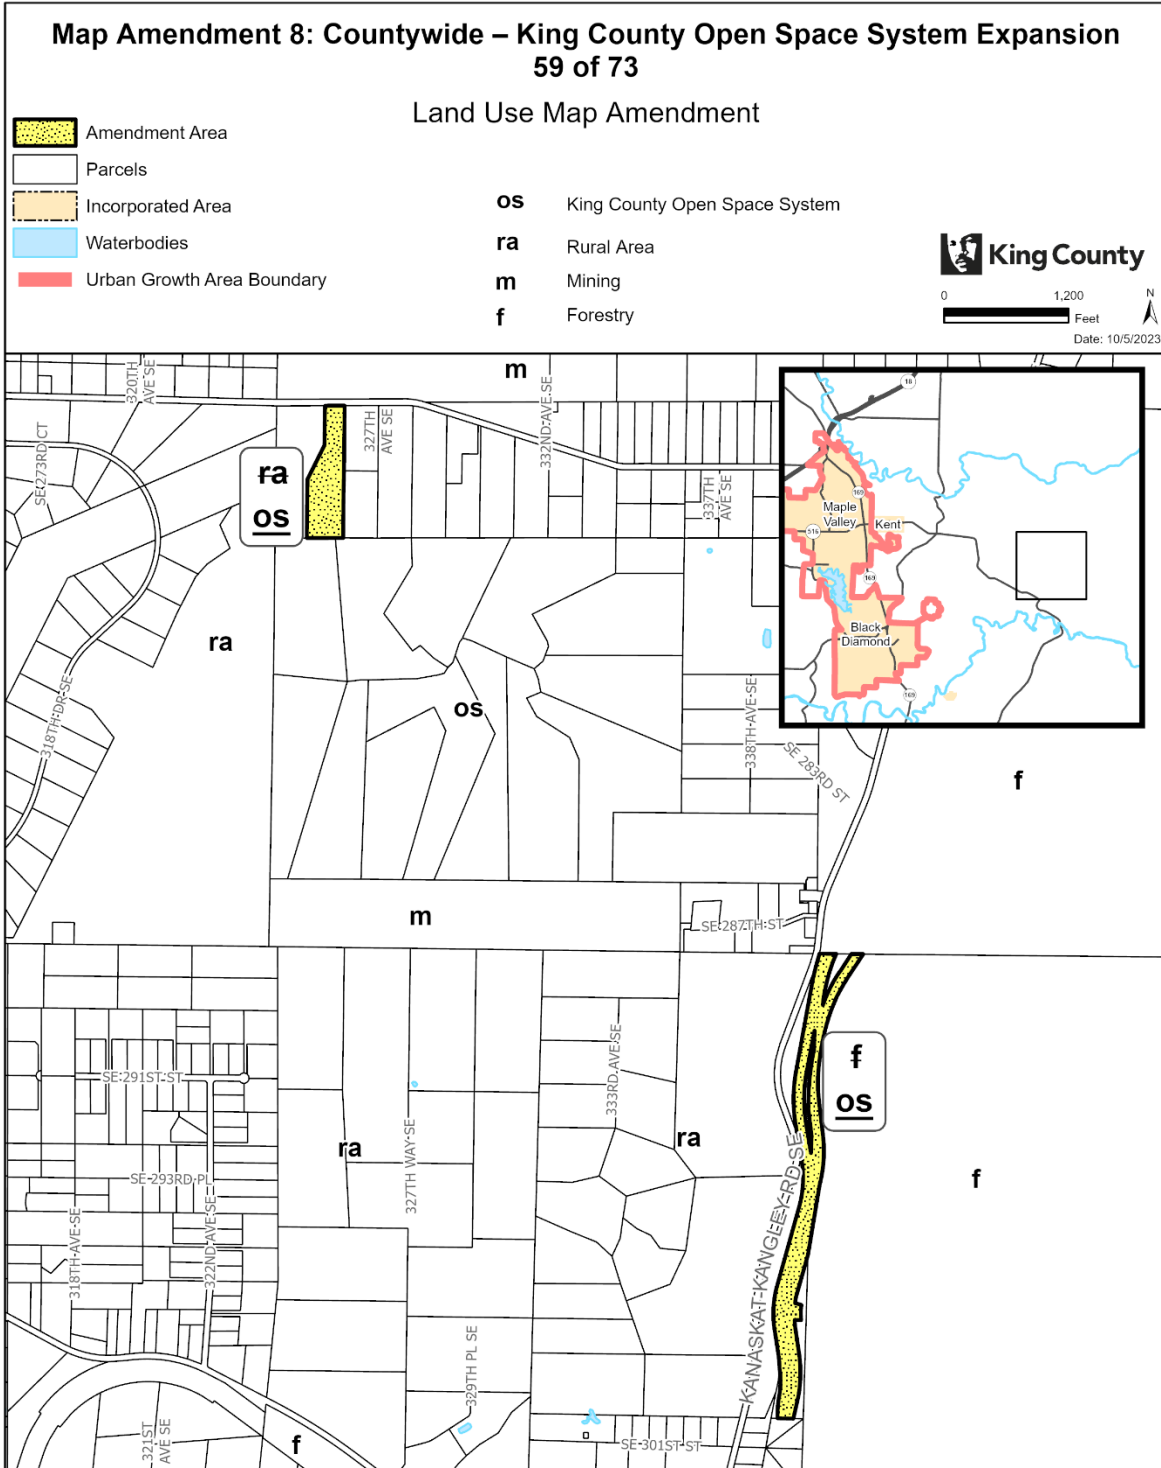 Map Amendment 8: Countywide – King County Open Space System Expansion
59 of 73
Land Use Map Amendment
Amendment Area
Parcels
Incorporated Area
Waterbodies
Urban Growth Area Boundary
os King County Open Space System
ra Rural Area
m Mining
f Forestry
King County
0 1,200
Feet
N
Date: 10/5/2023
320TH
AVE SE
m
332ND AVE SE
327TH
AVE SE
SE 273RD CT
ra
os
337TH
AVE SE
18
169
Maple
Valley
Kent
516
169
Black
Diamond
169
ra
os
318TH DR SE
338TH AVE SE
SE 283RD ST
f
m
SE 287TH ST
f
os
SE 291ST ST
333RD AVE SE
ra
ra
327TH WAY SE
SE 293RD PL
318TH AVE SE
322ND AVE SE
KANASKAT-KANGLEY RD SE
f
329TH PL SE
321ST
AVE SE
f
SE 301ST ST